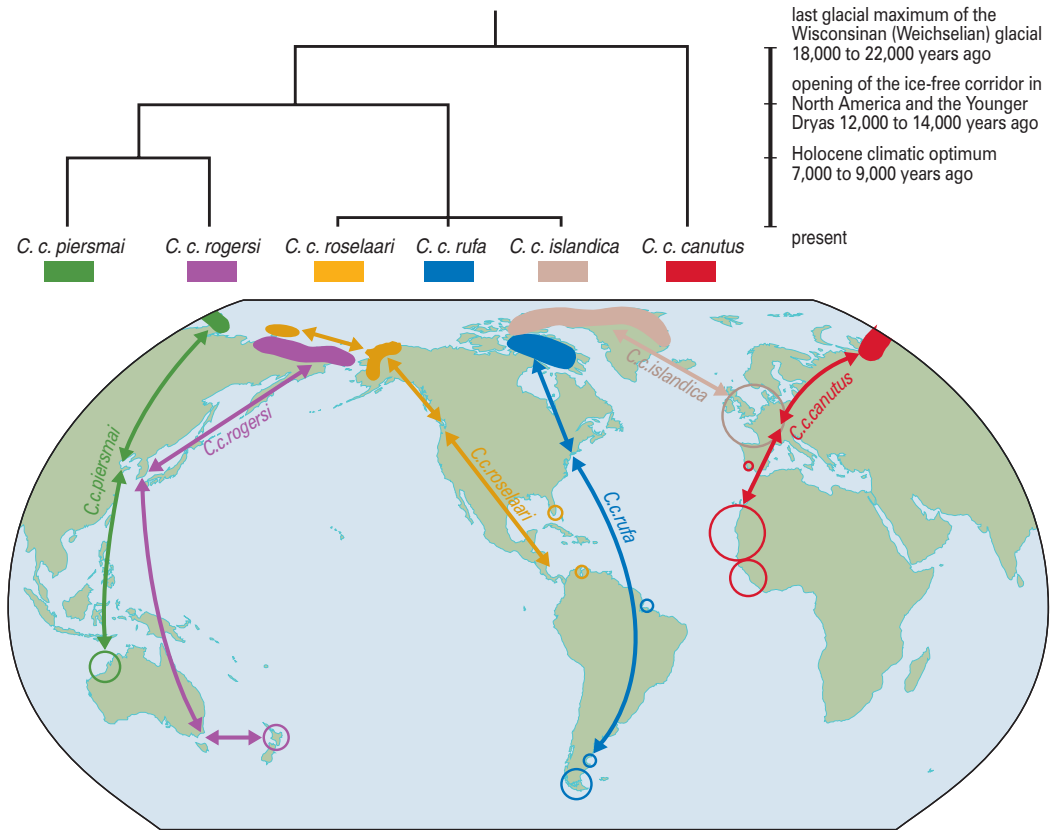 last glacial maximum of the
Wisconsinan (Weichselian) glacial
18,000 to 22,000 years ago
opening of the ice-free corridor in
North America and the Younger
Dryas 12,000 to 14,000 years ago
Holocene climatic optimum
7,000 to 9,000 years ago
present
C. c. piersmai
C. c. rogersi
C. c. roselaari
C. c. rufa
C. c. islandica
C. c. canutus
C.c.islandica
C.c.canutus
C.c.rogersi
C.c.piersmai
C.c.roselaari
C.c.rufa